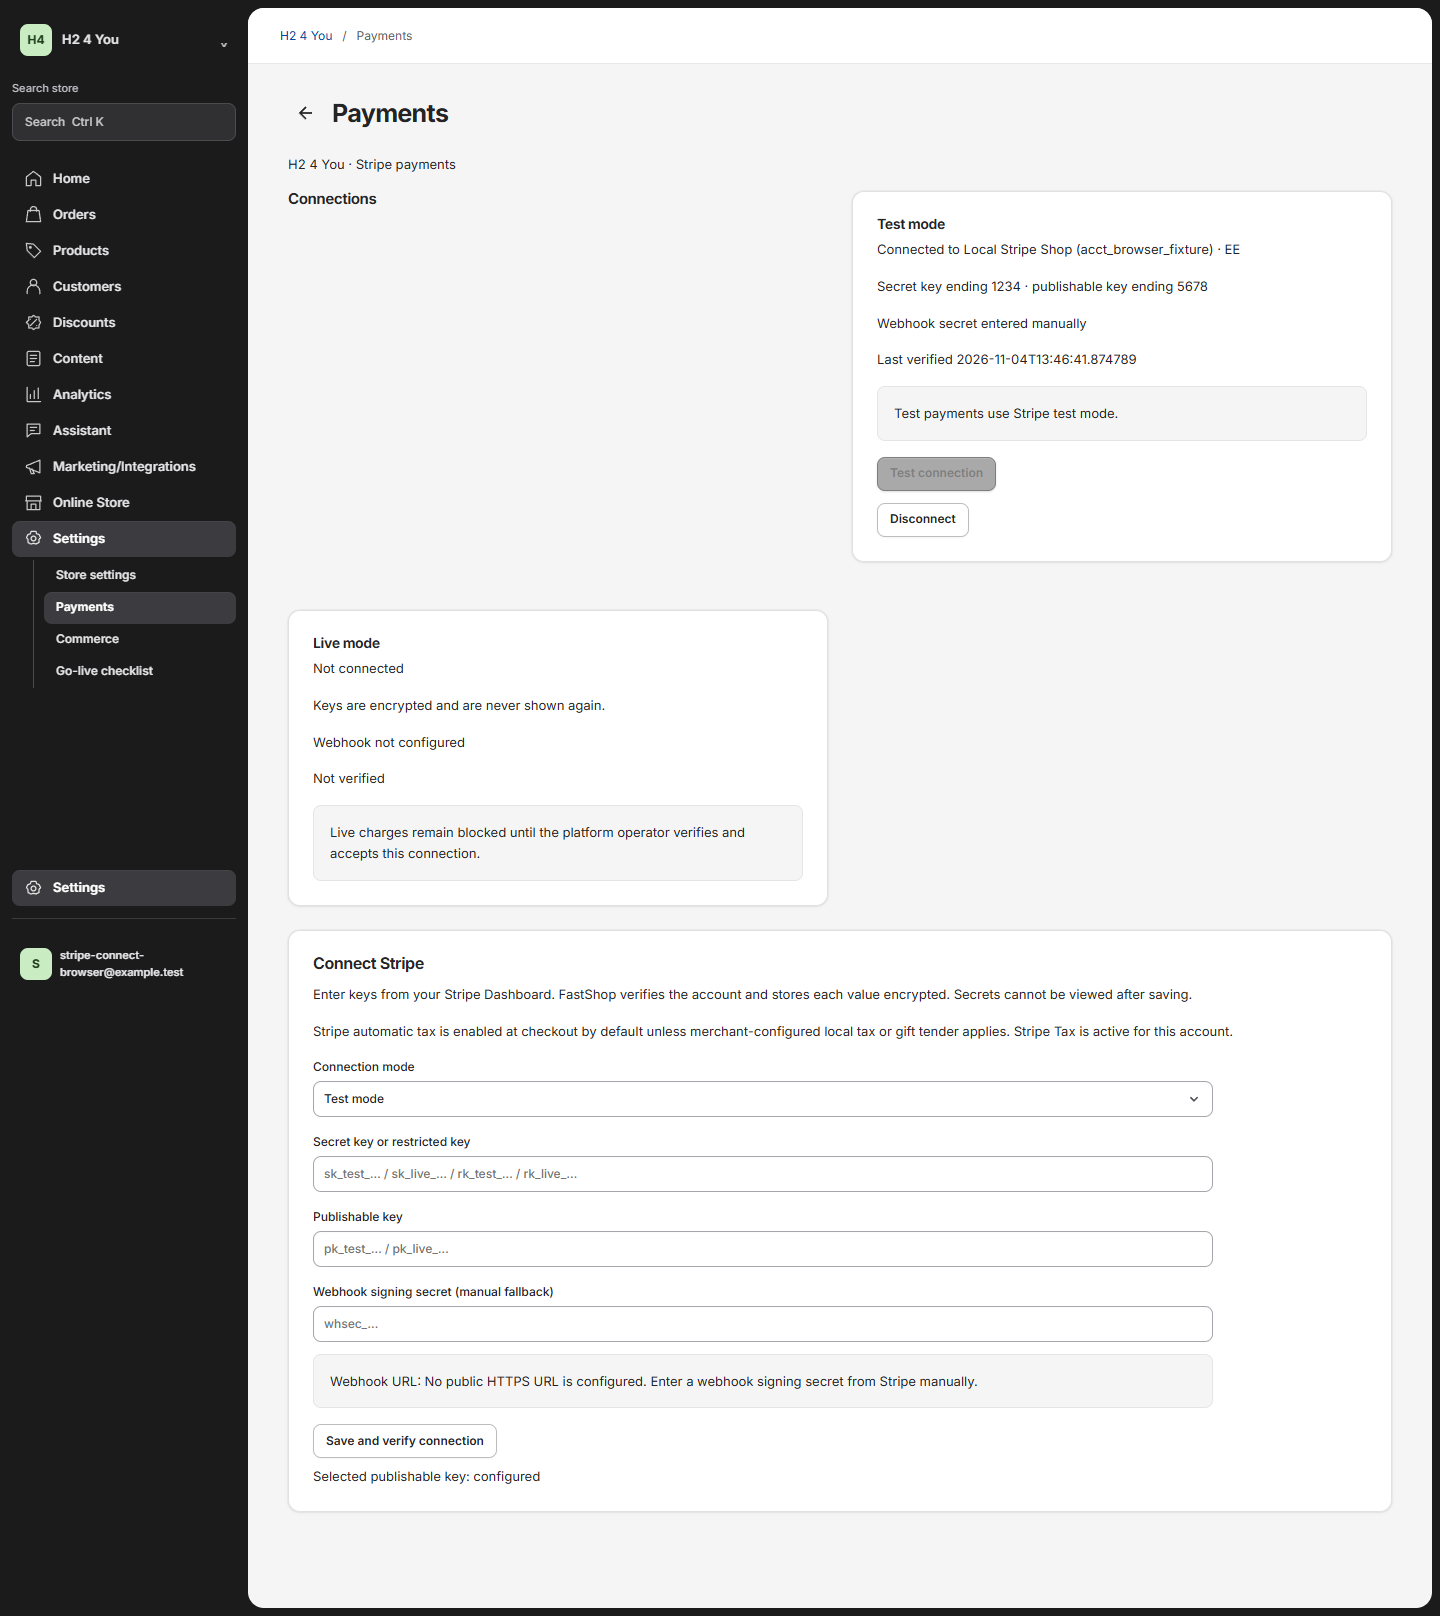 H4 H2 4 You
Search store
Search Ctrl K
Home
Orders
Products
Customers
Discounts
Content
Analytics
Assistant
Marketing/Integrations
Online Store
Settings
Store settings
Payments
Commerce
Go-live checklist
Settings
S
stripe-connect-
browser@example.test
H2 4 You / Payments
Payments
H2 4 You · Stripe payments
Connections
Test mode
Connected to Local Stripe Shop (acct_browser_fixture) · EE
Secret key ending 1234 · publishable key ending 5678
Webhook secret entered manually
Last verified 2026-11-04T13:46:41.874789
Test payments use Stripe test mode.
Test connection
Disconnect
Live mode
Not connected
Keys are encrypted and are never shown again.
Webhook not configured
Not verified
Live charges remain blocked until the platform operator verifies and
accepts this connection.
Connect Stripe
Enter keys from your Stripe Dashboard. FastShop verifies the account and stores each value encrypted. Secrets cannot be viewed after saving.
Stripe automatic tax is enabled at checkout by default unless merchant-configured local tax or gift tender applies. Stripe Tax is active for this account.
Connection mode
Test mode
Secret key or restricted key
sk_test_... / sk_live_... / rk_test_... / rk_live_...
Publishable key
pk_test_... / pk_live_...
Webhook signing secret (manual fallback)
whsec_...
Webhook URL: No public HTTPS URL is configured. Enter a webhook signing secret from Stripe manually.
Save and verify connection
Selected publishable key: configured